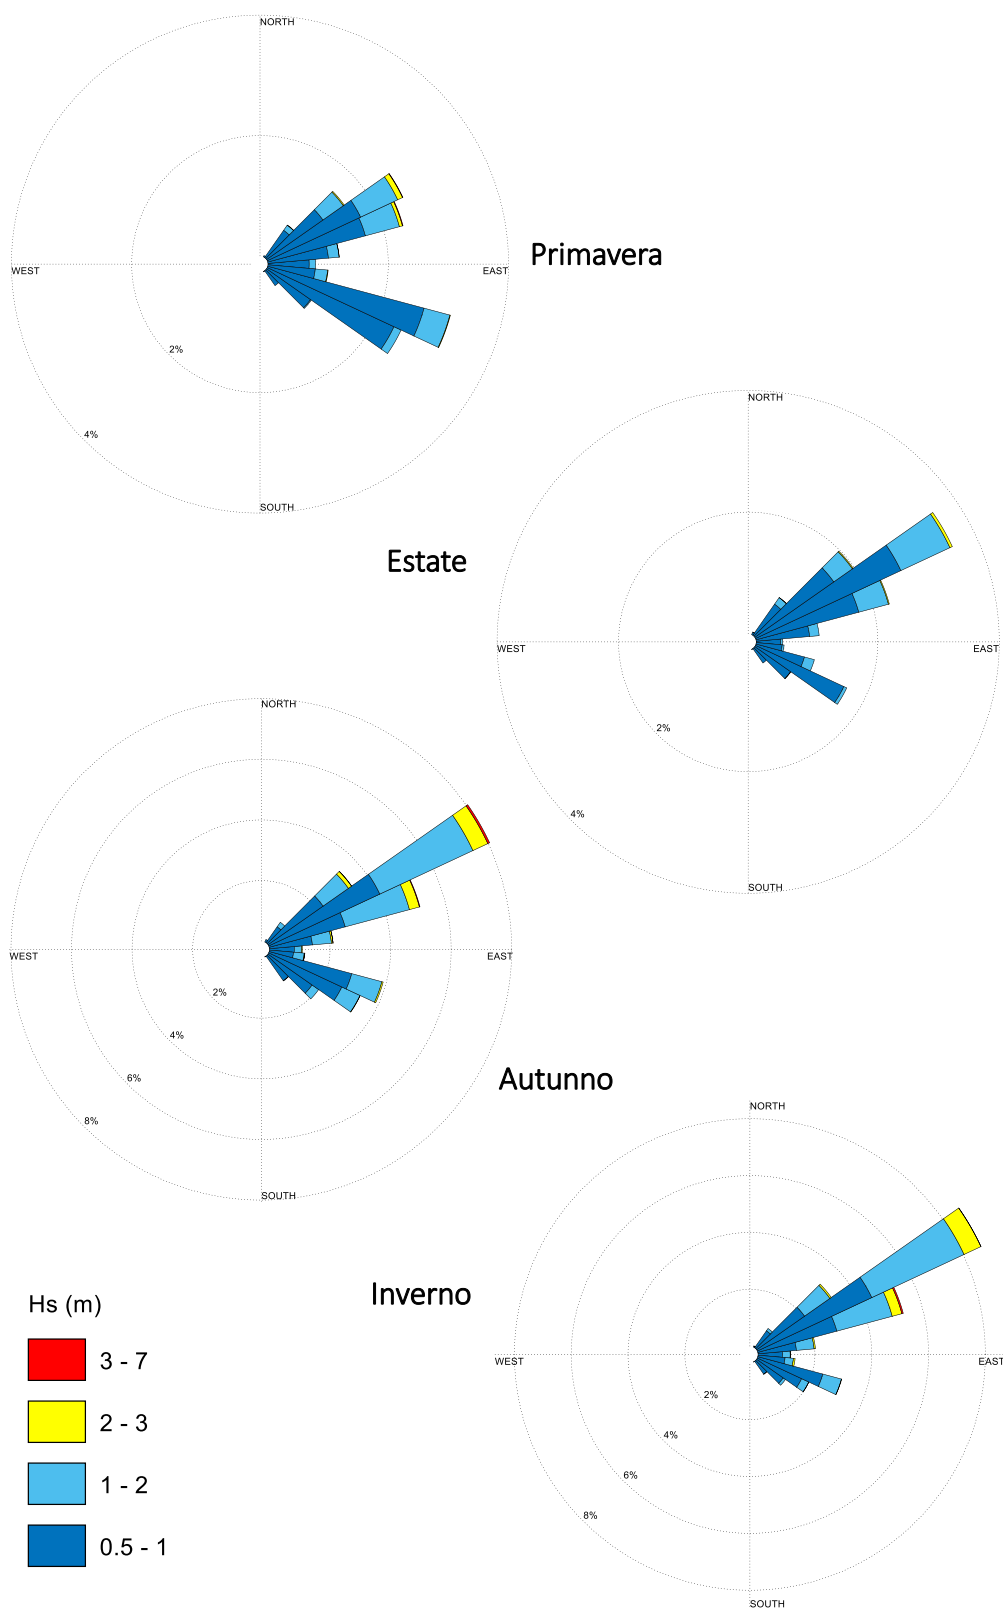 NORTH
WEST
EAST
2%
4%
SOUTH
Primavera
NORTH
WEST
EAST
2%
4%
SOUTH
Estate
NORTH
WEST
EAST
2%
4%
6%
8%
SOUTH
Autunno
NORTH
WEST
EAST
2%
4%
6%
8%
SOUTH
Inverno
Hs (m)
3 - 7
2 - 3
1 - 2
0.5 - 1